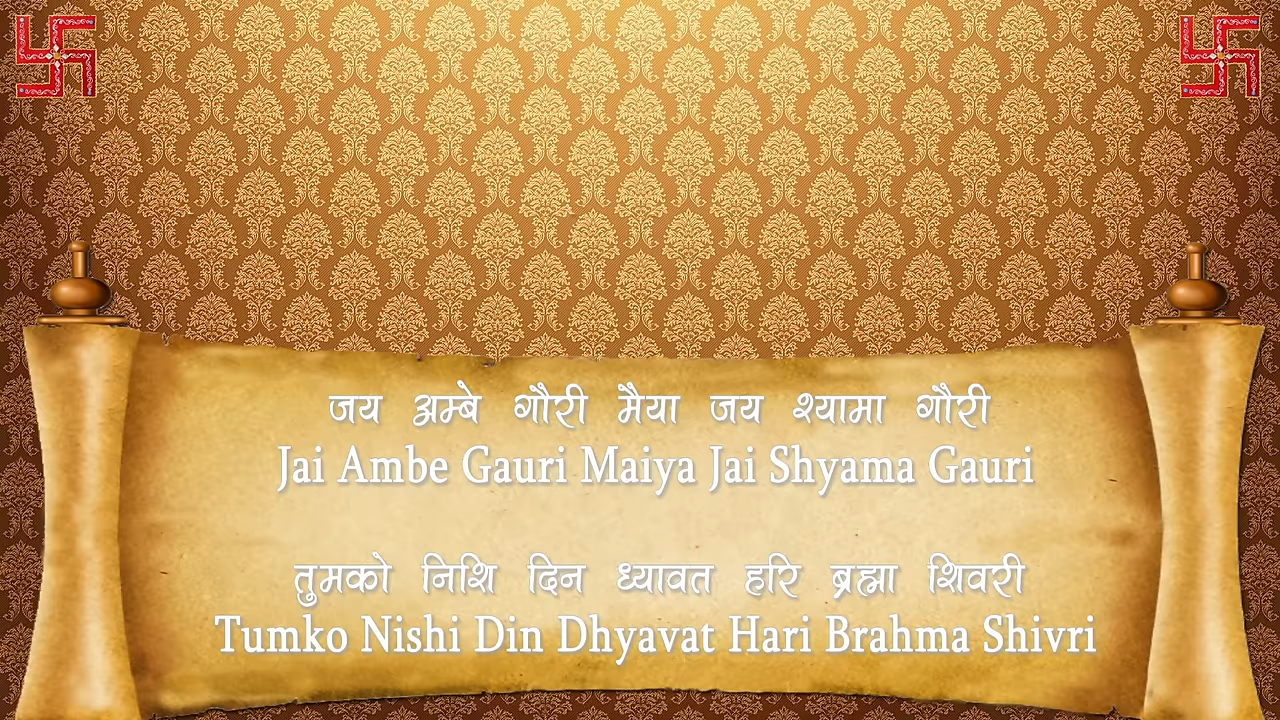 जय अम्बे गौरी मैया जय श्यामा गौरी
Jai Ambe Gauri Maiya Jai Shyama Gauri
तुमको निशि दिन ध्यावत हरि ब्रह्मा शिवरी
Tumko Nishi Din Dhyavat Hari Brahma Shivri